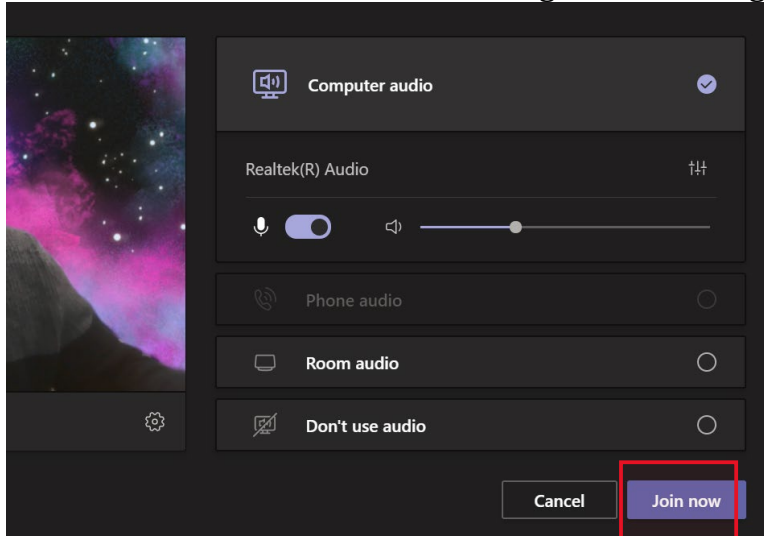 Computer audio
Realtek(R) Audio
Phone audio
Room audio
Don't use audio
Cancel Join now